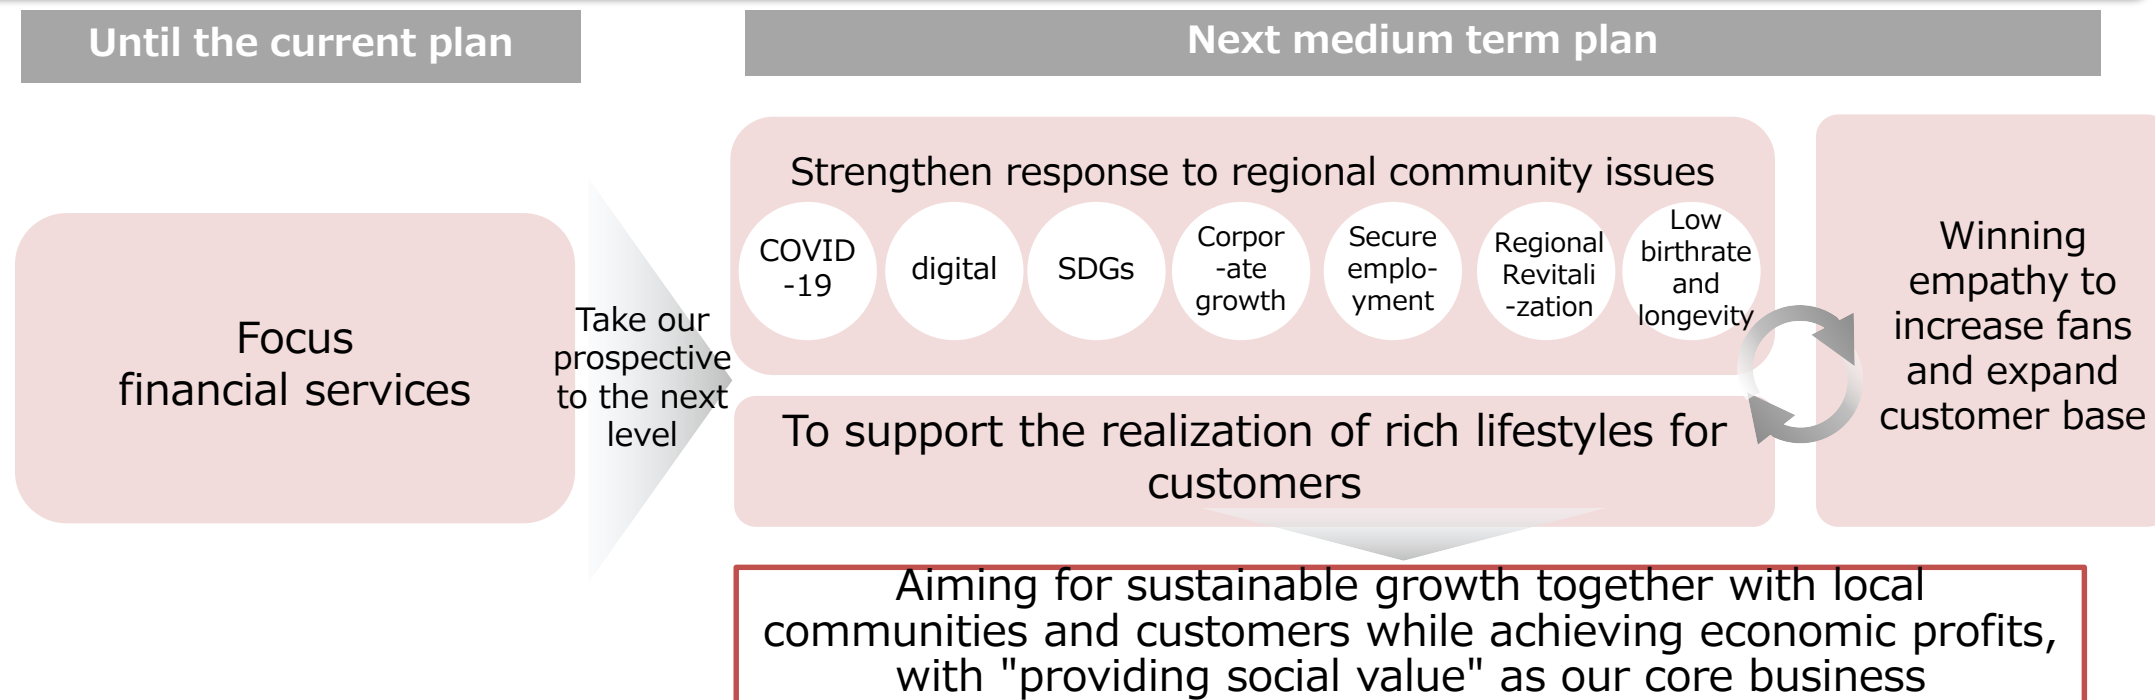 Until the current plan
Next medium term plan
Focus
financial services
Take our
prospective
to the next
level
Strengthen response to regional community issues
COVID
-19
digital
SDGs
Corpor
-ate
growth
Secure
emplo-
yment
Regional
Revitali
-zation
Low
birthrate
and
longevity
To support the realization of rich lifestyles for
customers
Winning
empathy to
increase fans
and expand
customer base
Aiming for sustainable growth together with local
communities and customers while achieving economic profits,
with "providing social value" as our core business